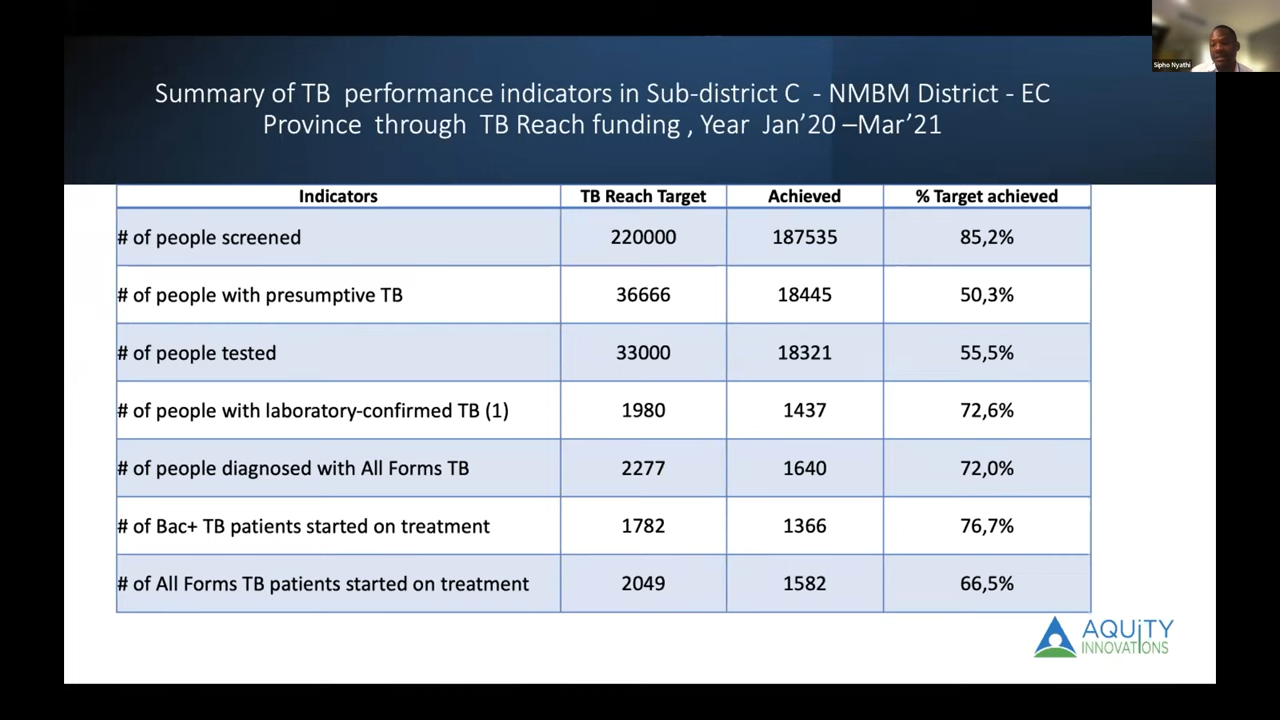 Sipho Nyathi
Summary of TB performance indicators in Sub-district C - NMBM District - EC
Province through TB Reach funding , Year Jan’20 –Mar’21
Indicators TB Reach Target Achieved % Target achieved
# of people screened 220000 187535 85,2%
# of people with presumptive TB 36666 18445 50,3%
# of people tested 33000 18321 55,5%
# of people with laboratory-confirmed TB (1) 1980 1437 72,6%
# of people diagnosed with All Forms TB 2277 1640 72,0%
# of Bac+ TB patients started on treatment 1782 1366 76,7%
# of All Forms TB patients started on treatment 2049 1582 66,5%
AQUiTY
INNOVATIONS